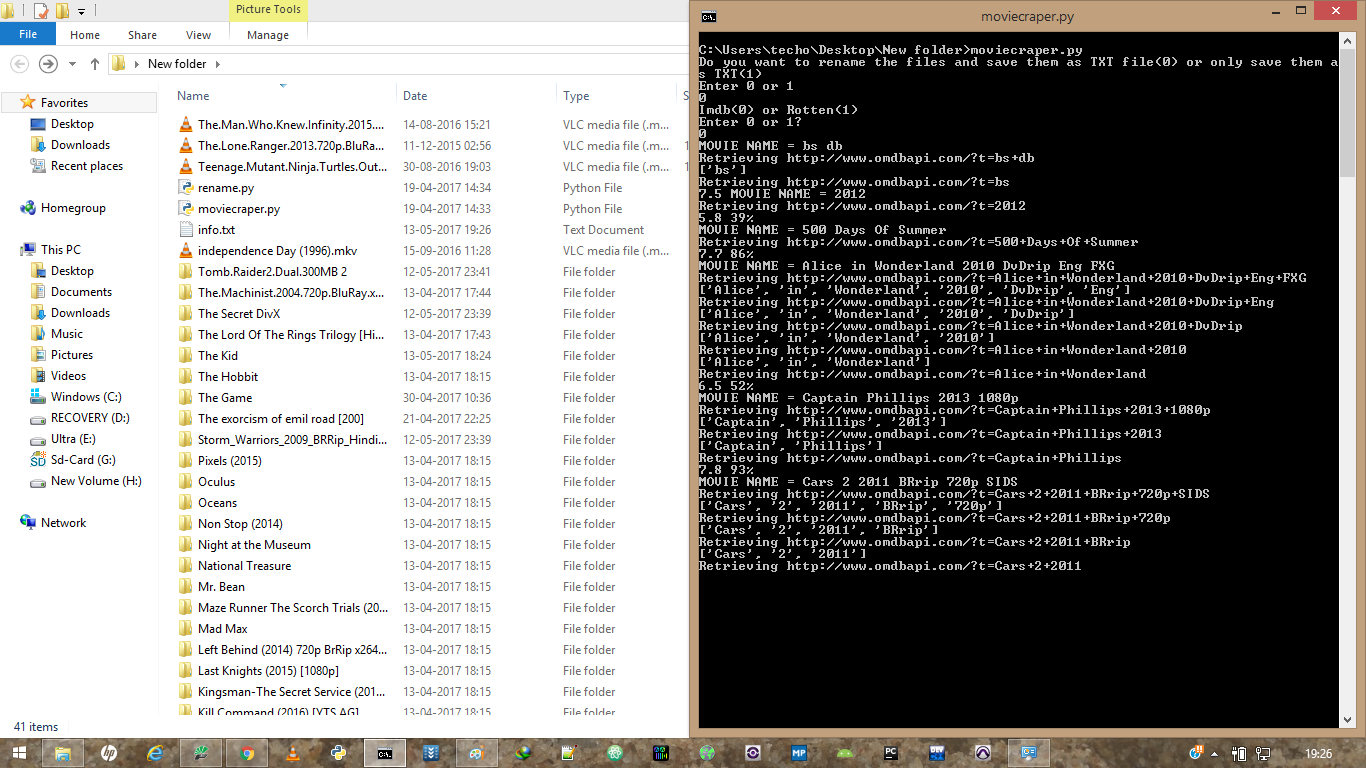 Picture Tools
File
Home
Share
View
Manage
New folder
Favorites
Desktop
Downloads
Recent places
Homegroup
This PC
Desktop
Documents
Downloads
Music
Pictures
Videos
Windows (C:)
RECOVERY (D:)
Ultra (E:)
Sd-Card (G:)
New Volume (H:)
Network
Name Date Type S
The.Man.Who.Knew.Infinity.2015.... 14-08-2016 15:21 VLC media file (.m...
The.Lone.Ranger.2013.720p.BluRa... 11-12-2015 02:56 VLC media file (.m... 1
Teenage.Mutant.Ninja.Turtles.Out... 30-08-2016 19:03 VLC media file (.m... 1
rename.py 19-04-2017 14:34 Python File
moviecraper.py 19-04-2017 14:33 Python File
info.txt 13-05-2017 19:26 Text Document
independence Day (1996).mkv 15-09-2016 11:28 VLC media file (.m...
Tomb.Raider2.Dual.300MB 2 12-05-2017 23:41 File folder
The.Machinist.2004.720p.BluRay.x... 13-04-2017 17:44 File folder
The Secret DivX 12-05-2017 23:39 File folder
The Lord Of The Rings Trilogy [Hi... 13-04-2017 17:43 File folder
The Kid 13-05-2017 18:24 File folder
The Hobbit 13-04-2017 18:15 File folder
The Game 30-04-2017 10:36 File folder
The exorcism of emil road [200] 21-04-2017 22:25 File folder
Storm_Warriors_2009_BRRip_Hindi... 12-05-2017 23:39 File folder
Pixels (2015) 13-04-2017 18:15 File folder
Oculus 13-04-2017 18:15 File folder
Oceans 13-04-2017 18:15 File folder
Non Stop (2014) 13-04-2017 18:15 File folder
Night at the Museum 13-04-2017 18:15 File folder
National Treasure 13-04-2017 18:15 File folder
Mr. Bean 13-04-2017 18:15 File folder
Maze Runner The Scorch Trials (20... 13-04-2017 18:15 File folder
Mad Max 13-04-2017 18:15 File folder
Left Behind (2014) 720p BrRip x264... 13-04-2017 18:15 File folder
Last Knights (2015) [1080p] 13-04-2017 18:15 File folder
Kingsman-The Secret Service (201... 13-04-2017 18:15 File folder
Kill Command (2016) [YTS.AG] 13-04-2017 18:15 File folder
41 items
moviecraper.py
C:\Users\techo\Desktop\New folder>moviecraper.py
Do you want to rename the files and save them as TXT file(0) or only save them a
s TXT(1)
Enter 0 or 1
0
Imdb(0) or Rotten(1)
Enter 0 or 1?
0
MOVIE NAME = bs db
Retrieving http://www.omdbapi.com/?t=bs+db
['bs']
Retrieving http://www.omdbapi.com/?t=bs
7.5 MOVIE NAME = 2012
Retrieving http://www.omdbapi.com/?t=2012
5.8 39%
MOVIE NAME = 500 Days Of Summer
Retrieving http://www.omdbapi.com/?t=500+Days+Of+Summer
7.7 86%
MOVIE NAME = Alice in Wonderland 2010 DvDrip Eng FXG
Retrieving http://www.omdbapi.com/?t=Alice+in+Wonderland+2010+DvDrip+Eng+FXG
['Alice', 'in', 'Wonderland', '2010', 'DvDrip', 'Eng']
Retrieving http://www.omdbapi.com/?t=Alice+in+Wonderland+2010+DvDrip+Eng
['Alice', 'in', 'Wonderland', '2010', 'DvDrip']
Retrieving http://www.omdbapi.com/?t=Alice+in+Wonderland+2010+DvDrip
['Alice', 'in', 'Wonderland', '2010']
Retrieving http://www.omdbapi.com/?t=Alice+in+Wonderland+2010
['Alice', 'in', 'Wonderland']
Retrieving http://www.omdbapi.com/?t=Alice+in+Wonderland
6.5 52%
MOVIE NAME = Captain Phillips 2013 1080p
Retrieving http://www.omdbapi.com/?t=Captain+Phillips+2013+1080p
['Captain', 'Phillips', '2013']
Retrieving http://www.omdbapi.com/?t=Captain+Phillips+2013
['Captain', 'Phillips']
Retrieving http://www.omdbapi.com/?t=Captain+Phillips
7.8 93%
MOVIE NAME = Cars 2 2011 BRrip 720p SIDS
Retrieving http://www.omdbapi.com/?t=Cars+2+2011+BRrip+720p+SIDS
['Cars', '2', '2011', 'BRrip', '720p']
Retrieving http://www.omdbapi.com/?t=Cars+2+2011+BRrip+720p
['Cars', '2', '2011', 'BRrip']
Retrieving http://www.omdbapi.com/?t=Cars+2+2011+BRrip
['Cars', '2', '2011']
Retrieving http://www.omdbapi.com/?t=Cars+2+2011
19:26